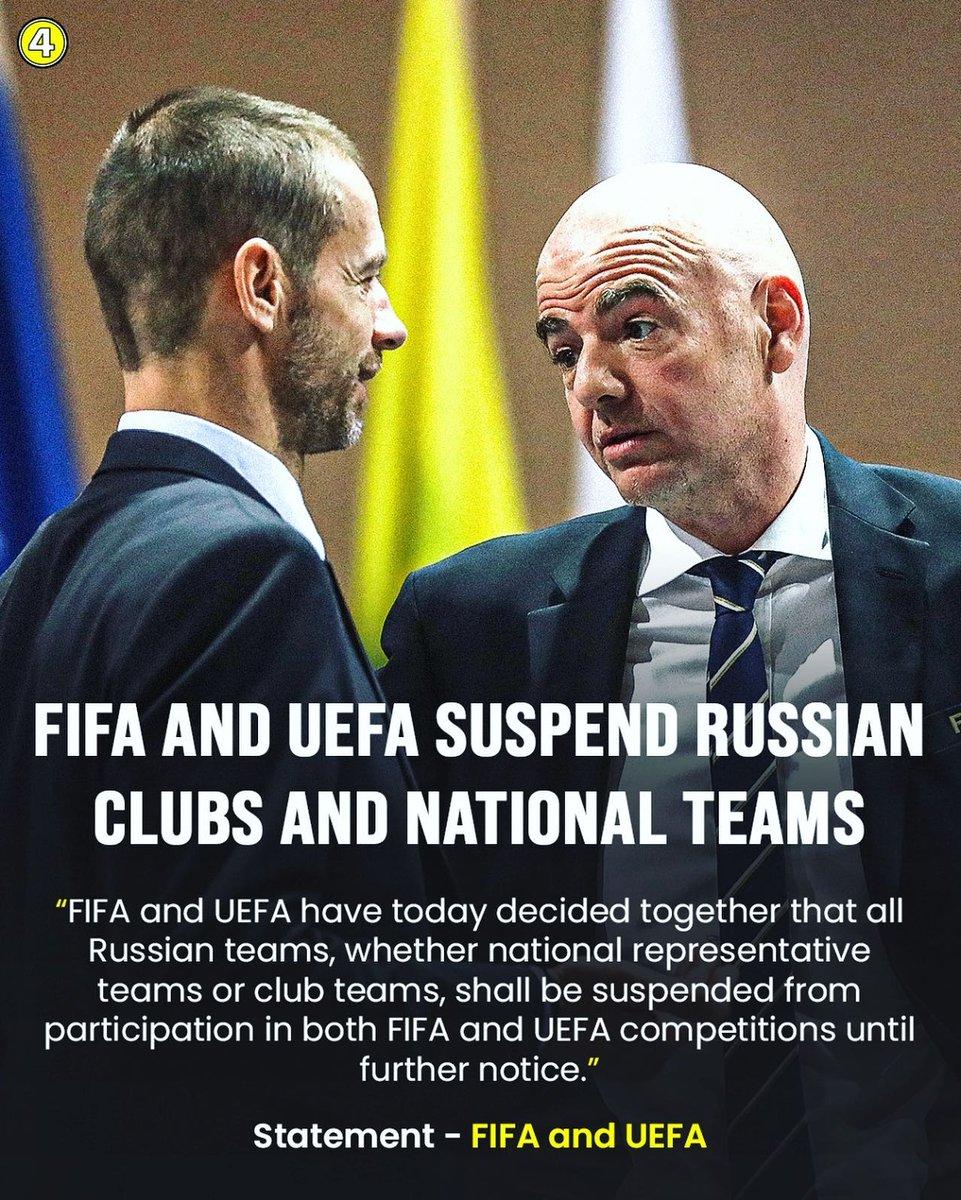 4
FIFA AND UEFA SUSPEND RUSSIAN
CLUBS AND NATIONAL TEAMS
“FIFA and UEFA have today decided together that all
Russian teams, whether national representative
teams or club teams, shall be suspended from
participation in both FIFA and UEFA competitions until
further notice.”
Statement - FIFA and UEFA